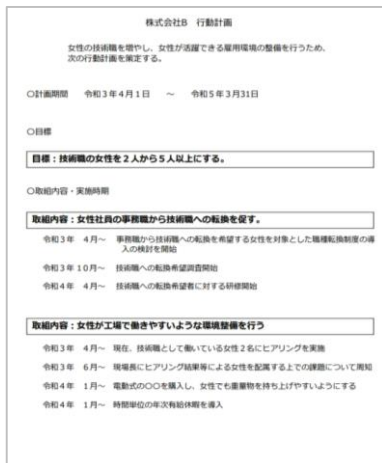 株式会社B　行動計画
女性の技術職を増やし、女性が活躍できる雇用環境の整備を行うため、
次の行動計画を策定する。
〇計画期間　令和3年4月1日　～　令和5年3月31日
〇目標
目標：技術職の女性を2人から5人以上にする。
〇取組内容・実施時期
取組内容：女性社員の事務職から技術職への転換を促す。
令和3年　4月～　事務職から技術職への転換を希望する女性を対象とした職種転換制度の導
入の検討を開始
令和3年10月～　技術職への転換希望調査開始
令和4年　4月～　技術職への転換希望者に対する研修開始
取組内容：女性が工場で働きやすいような環境整備を行う
令和3年　4月～　現在、技術職として働いている女性2名にヒアリングを実施
令和3年　6月～　現場長にヒアリング結果等による女性を配属する上での課題について周知
令和4年　1月～　電動式の〇〇を購入し、女性でも重量物を持ち上げやすいようにする
令和4年　1月～　時間単位の年次有給休暇を導入